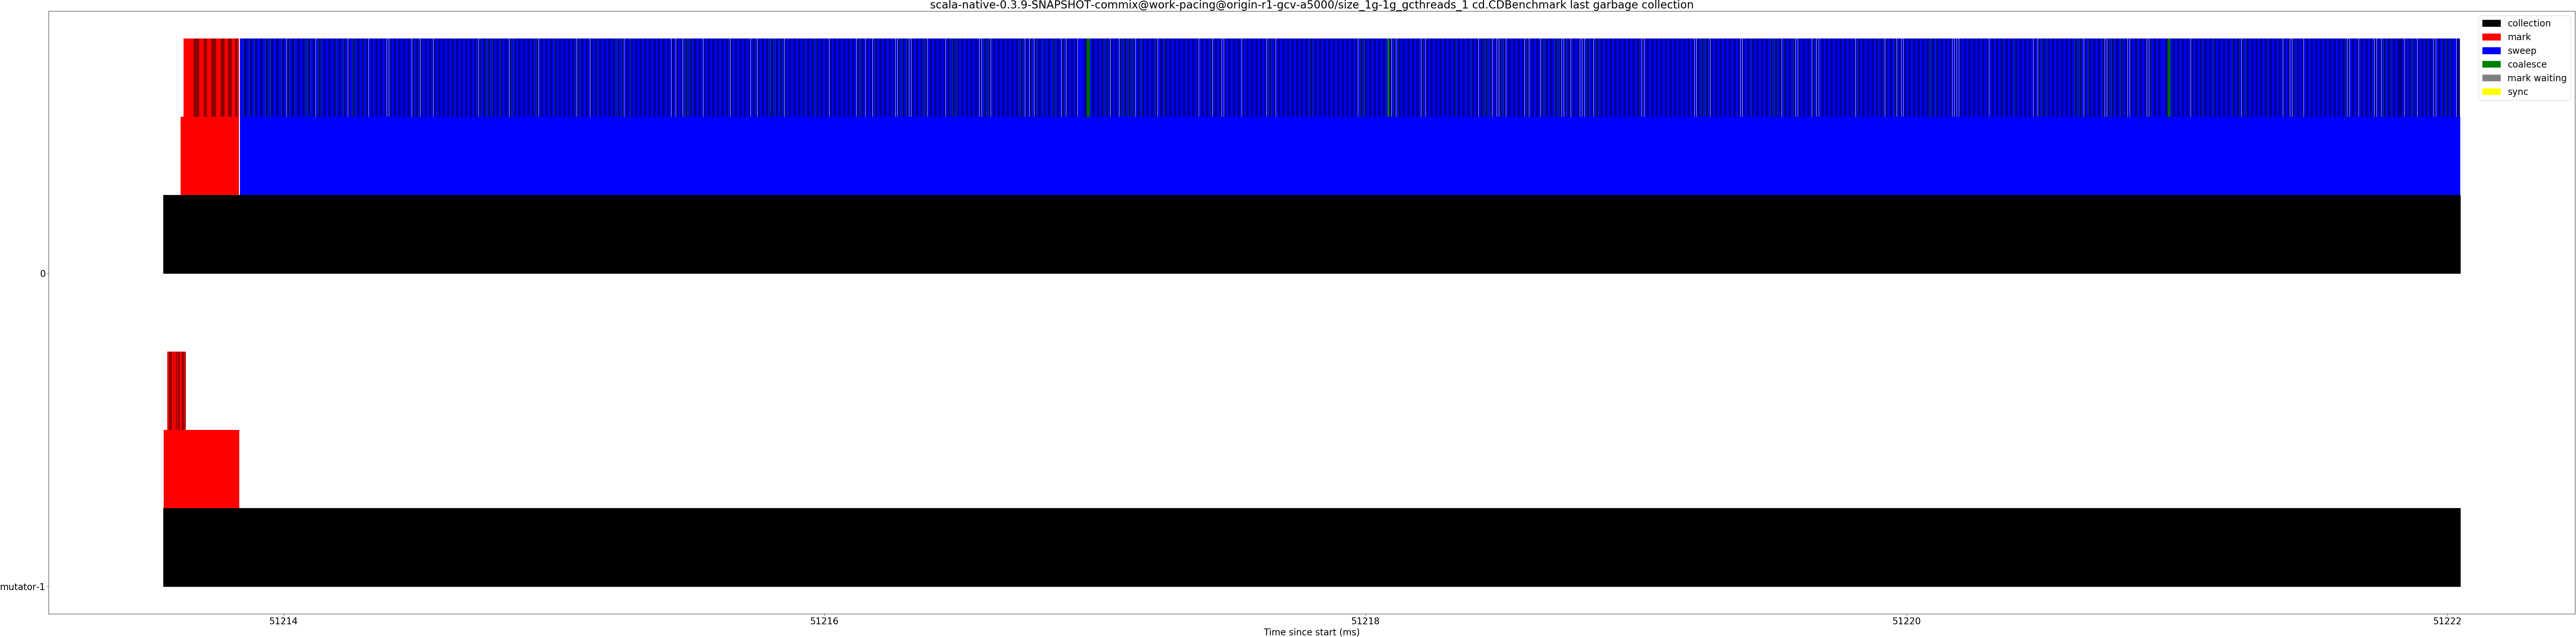 scala-native-0.3.9-SNAPSHOT-commix@work-pacing@origin-r1-gcv-a5000/size_1g-1g_gcthreads_1 cd.CDBenchmark last garbage collection
collection
mark
sweep
coalesce
mark waiting
sync
0
mutator-1
51214
51216
51218
51220
51222
Time since start (ms)